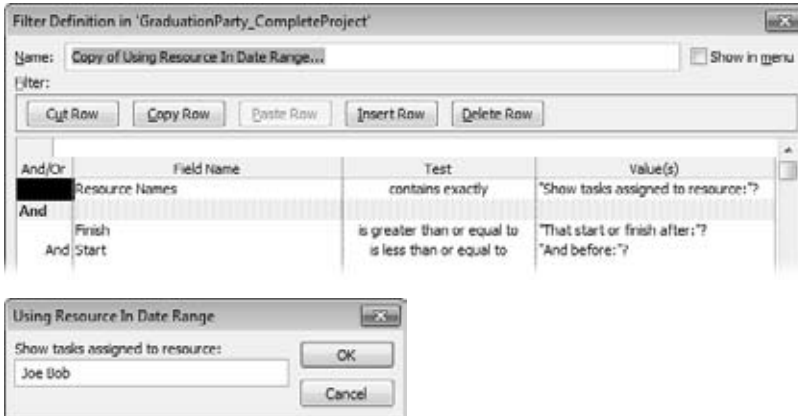 Filter Definition in 'GraduationParty_CompleteProject'
Name: Copy of Using Resource In Date Range... Show in menu
Filter:
Cut Row Copy Row Paste Row Insert Row Delete Row
And/Or Field Name Test Value(s)
Resource Names contains exactly "Show tasks assigned to resource:"?
And
Finish is greater than or equal to "That start or finish after:"?
And Start is less than or equal to "And before:"?
Using Resource In Date Range
Show tasks assigned to resource: OK
Joe Bob
Cancel